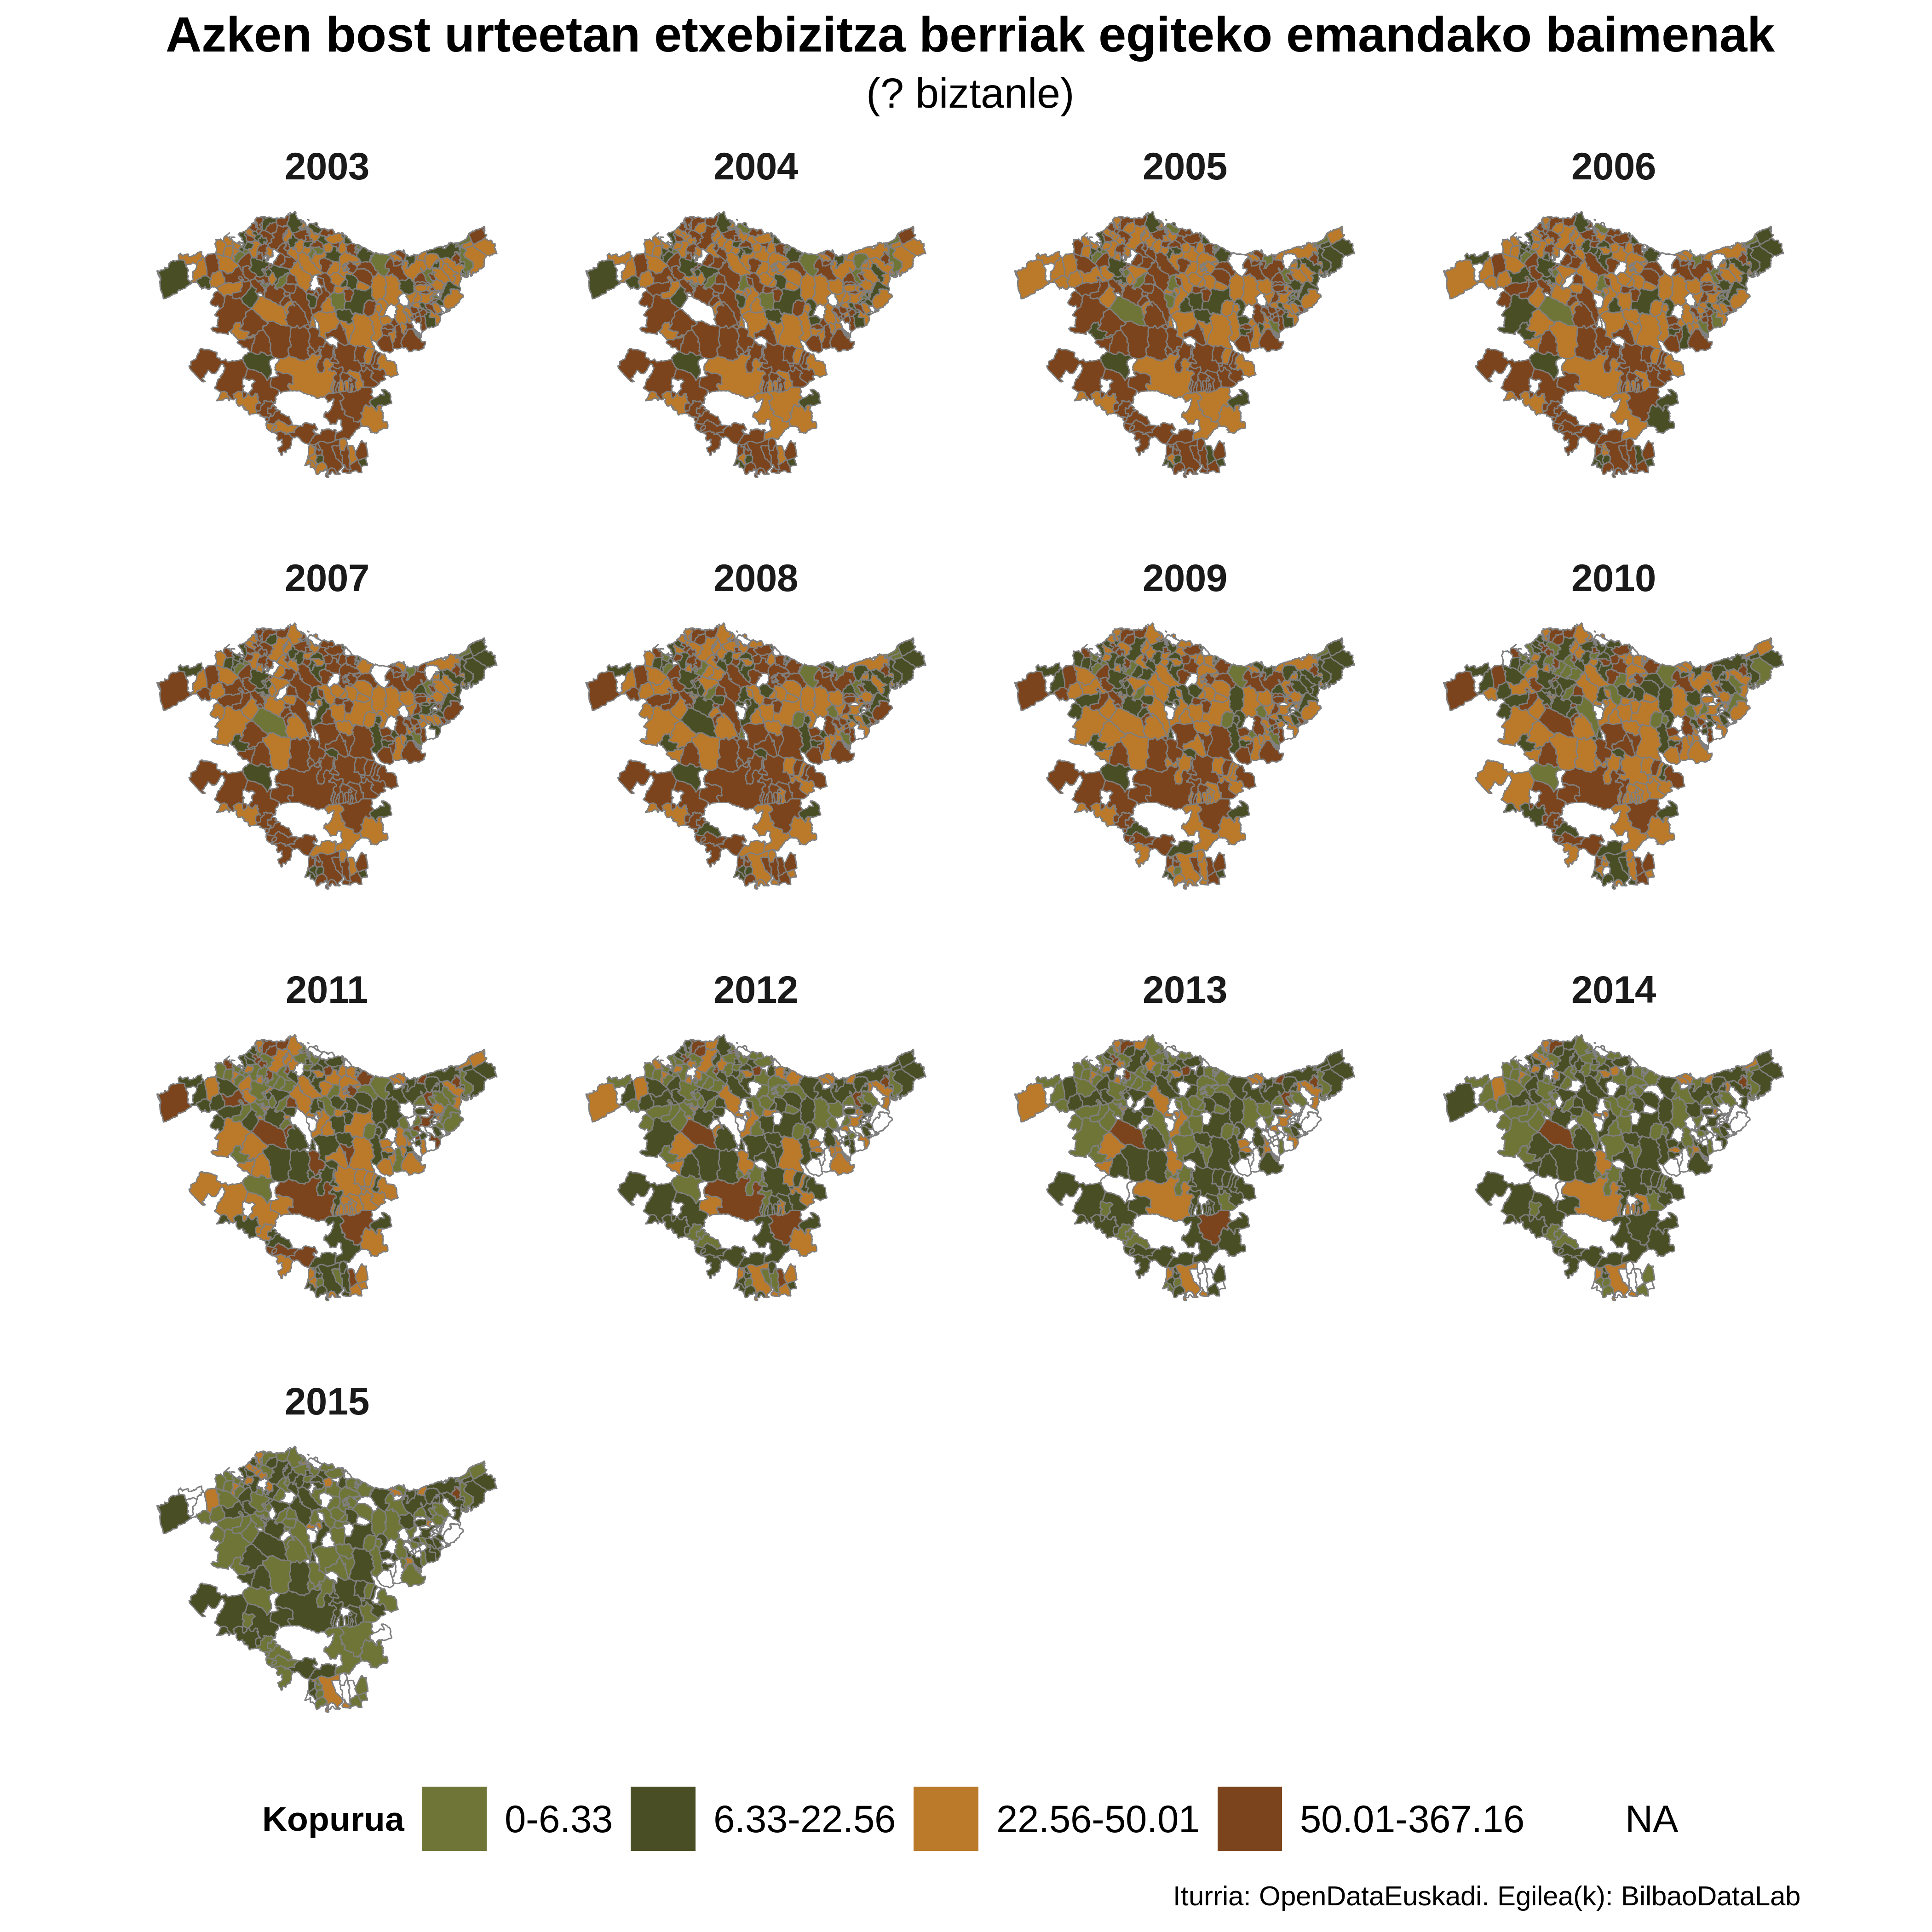 Azken bost urteetan etxebizitza berriak egiteko emandako baimenak
(? biztanle)
2003 2004 2005 2006
2007 2008 2009 2010
2011 2012 2013 2014
2015
Kopurua 0-6.33 6.33-22.56 22.56-50.01 50.01-367.16 NA
Iturria: OpenDataEuskadi. Egilea(k): BilbaoDataLab